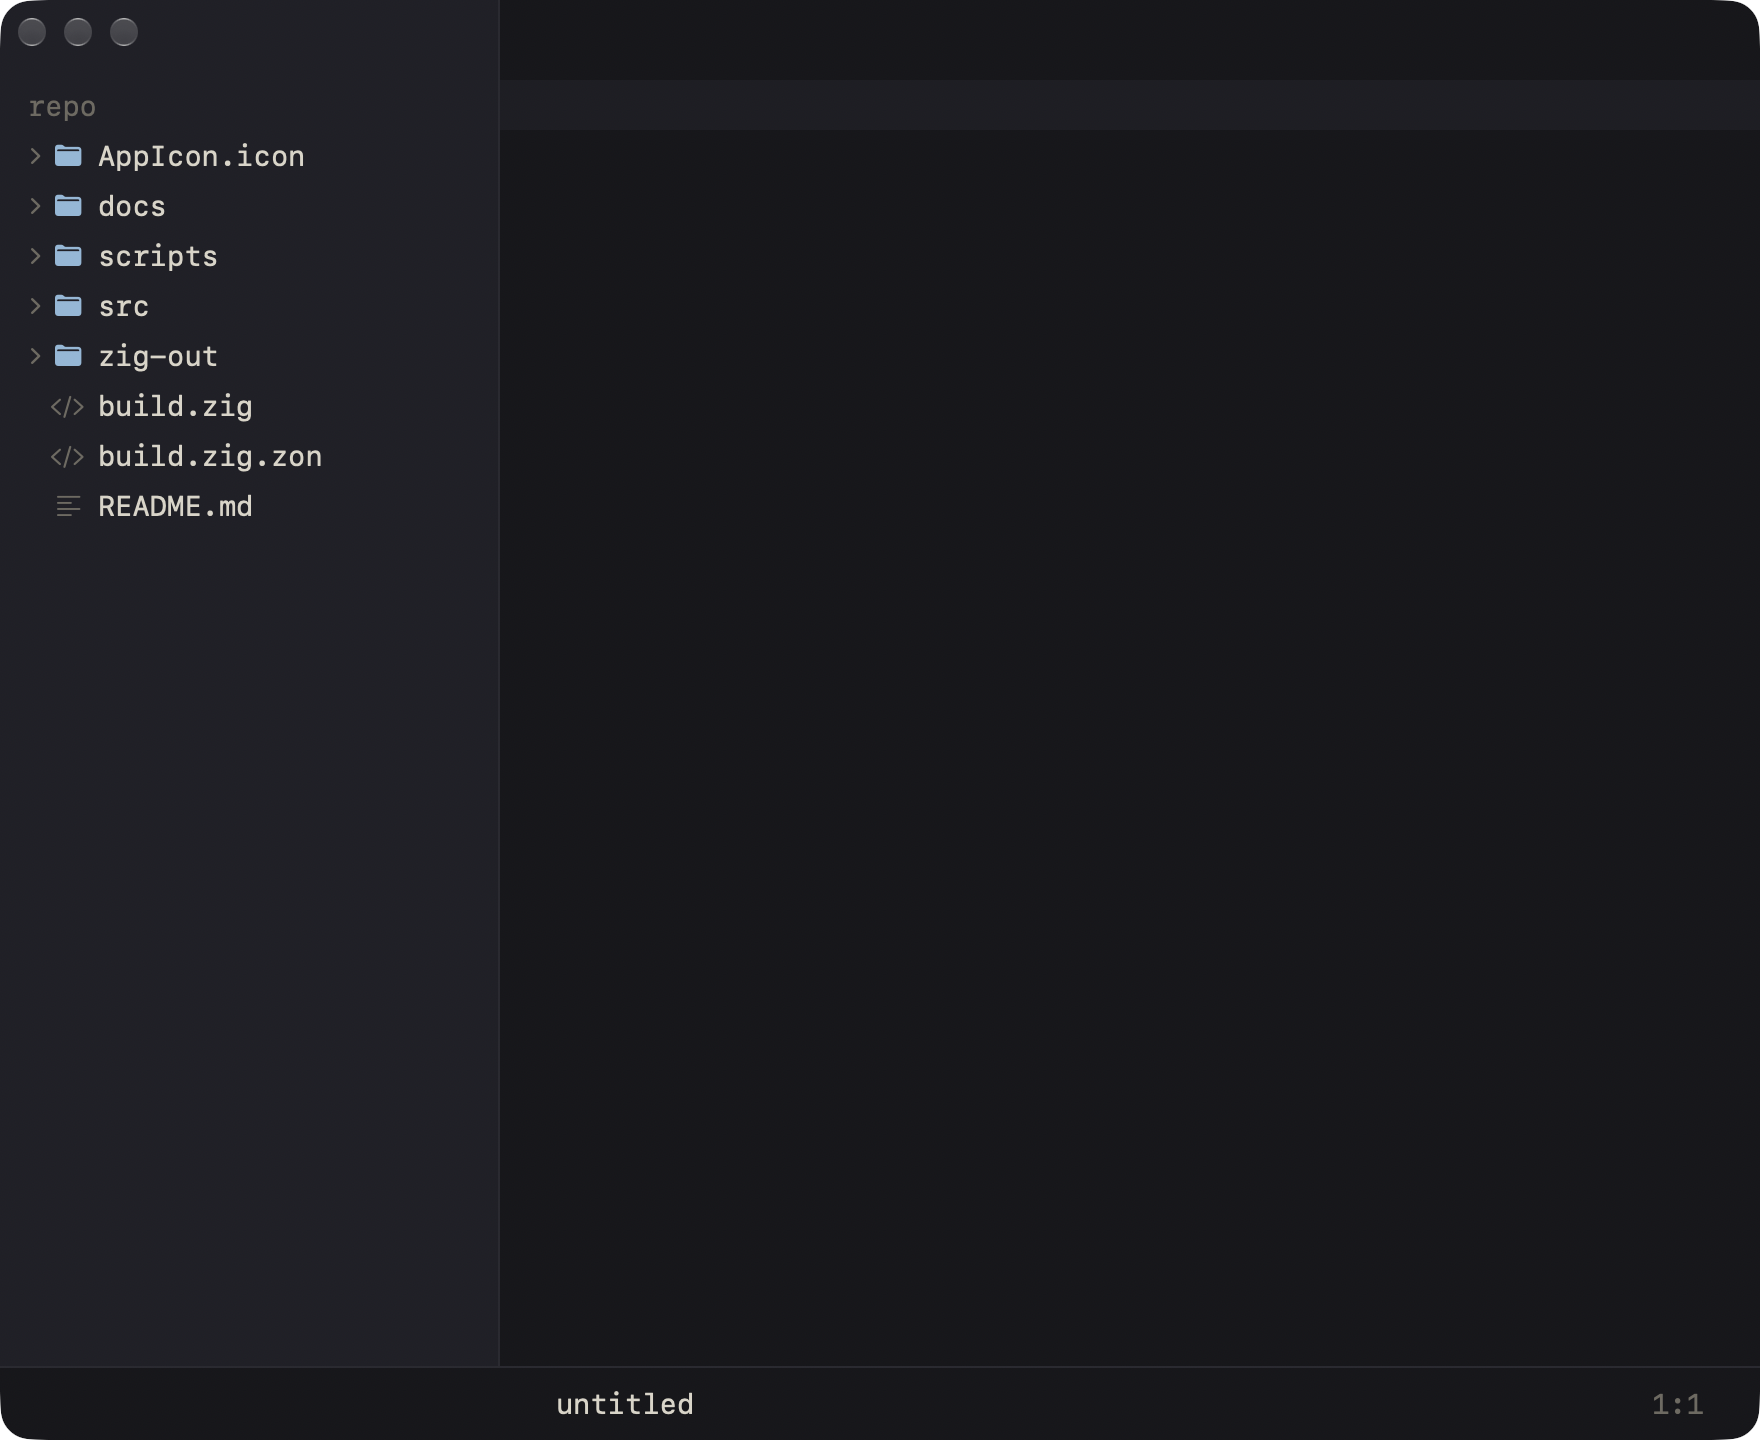 repo
AppIcon.icon
docs
scripts
src
zig-out
build.zig
build.zig.zon
README.md
untitled
1:1